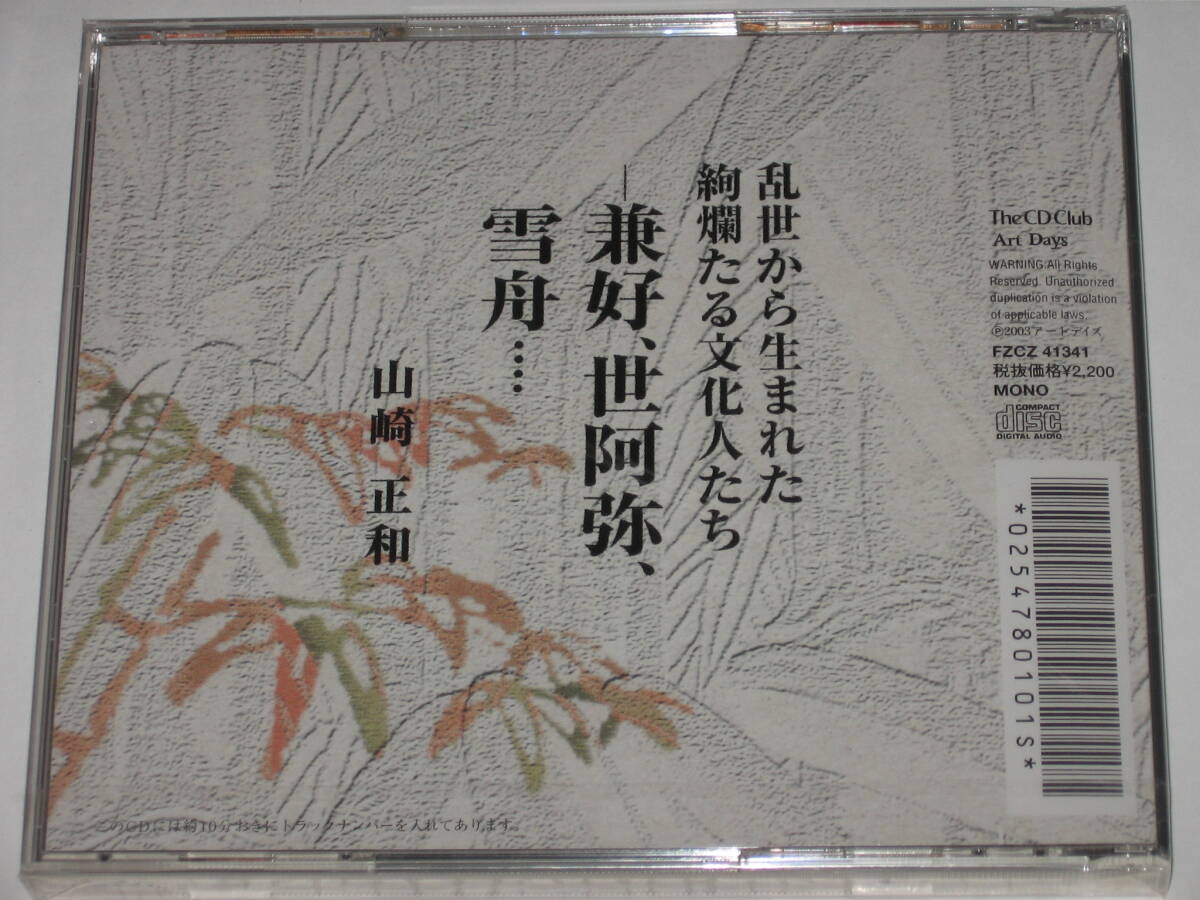 乱世から生まれた
絢爛たる文化人たち
―兼好、世阿弥、
雪舟……
山崎 正和
The CD Club
Art Days
WARNING:All Rights
Reserved. Unauthorized
duplication is a violation
of applicable laws.
Ⓟ2003アートデイズ
FZCZ 41341
税抜価格¥2,200
MONO
COMPACT
disc
DIGITAL AUDIO
*0254780101S*
このCDには約10分おきにトラックナンバーを入れてあります。